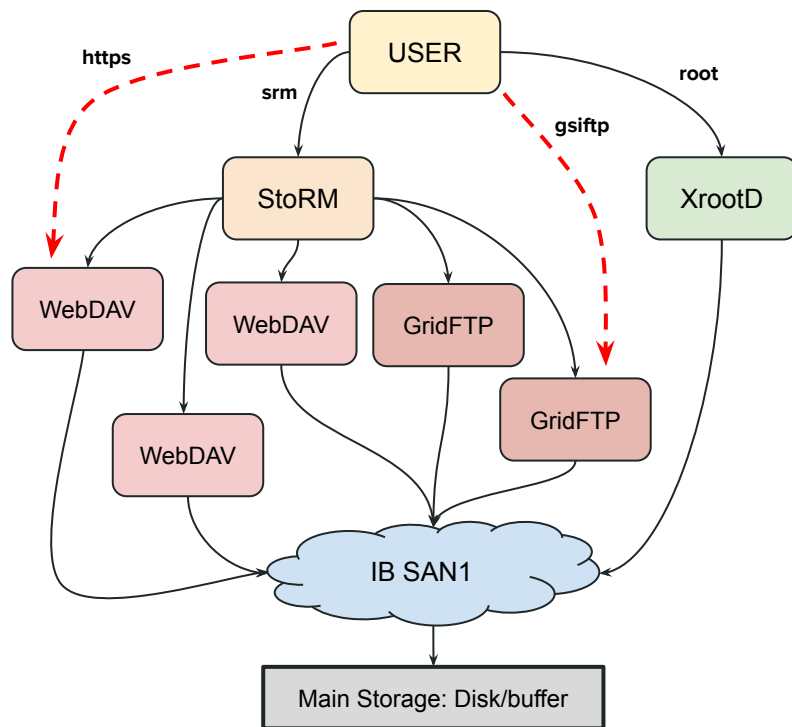 USER
https
srm
root
gsiftp
StoRM
XrootD
WebDAV
WebDAV
GridFTP
GridFTP
WebDAV
IB SAN1
Main Storage: Disk/buffer